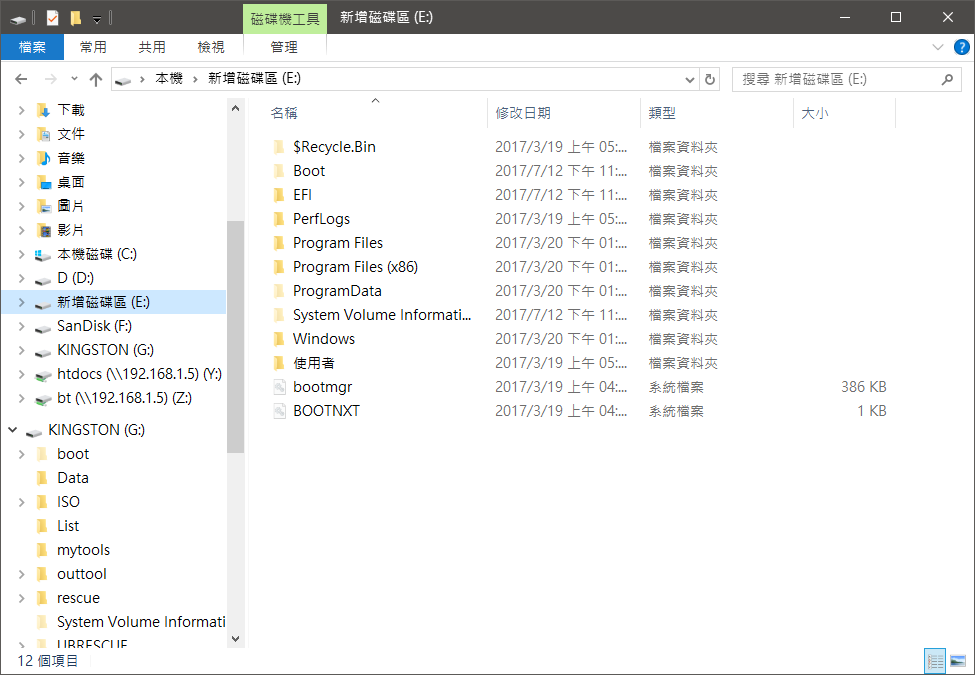 磁碟機工具 新增磁碟區 (E:)
檔案 常用 共用 檢視 管理
本機 新增磁碟區 (E:) 搜尋 新增磁碟區 (E:)
下載
文件
音樂
桌面
圖片
影片
本機磁碟 (C:)
D (D:)
新增磁碟區 (E:)
SanDisk (F:)
KINGSTON (G:)
htdocs (\\192.168.1.5) (Y:)
bt (\\192.168.1.5) (Z:)
KINGSTON (G:)
boot
Data
ISO
List
mytools
outtool
rescue
System Volume Informati
UBRESCUE
名稱 修改日期 類型 大小
$Recycle.Bin 2017/3/19 上午 05:... 檔案資料夾
Boot 2017/7/12 下午 11:... 檔案資料夾
EFI 2017/7/12 下午 11:... 檔案資料夾
PerfLogs 2017/3/19 上午 05:... 檔案資料夾
Program Files 2017/3/20 下午 01:... 檔案資料夾
Program Files (x86) 2017/3/20 下午 01:... 檔案資料夾
ProgramData 2017/3/20 下午 01:... 檔案資料夾
System Volume Informati... 2017/7/12 下午 11:... 檔案資料夾
Windows 2017/3/20 下午 01:... 檔案資料夾
使用者 2017/3/19 上午 05:... 檔案資料夾
bootmgr 2017/3/19 上午 04:... 系統檔案 386 KB
BOOTNXT 2017/3/19 上午 04:... 系統檔案 1 KB
12 個項目